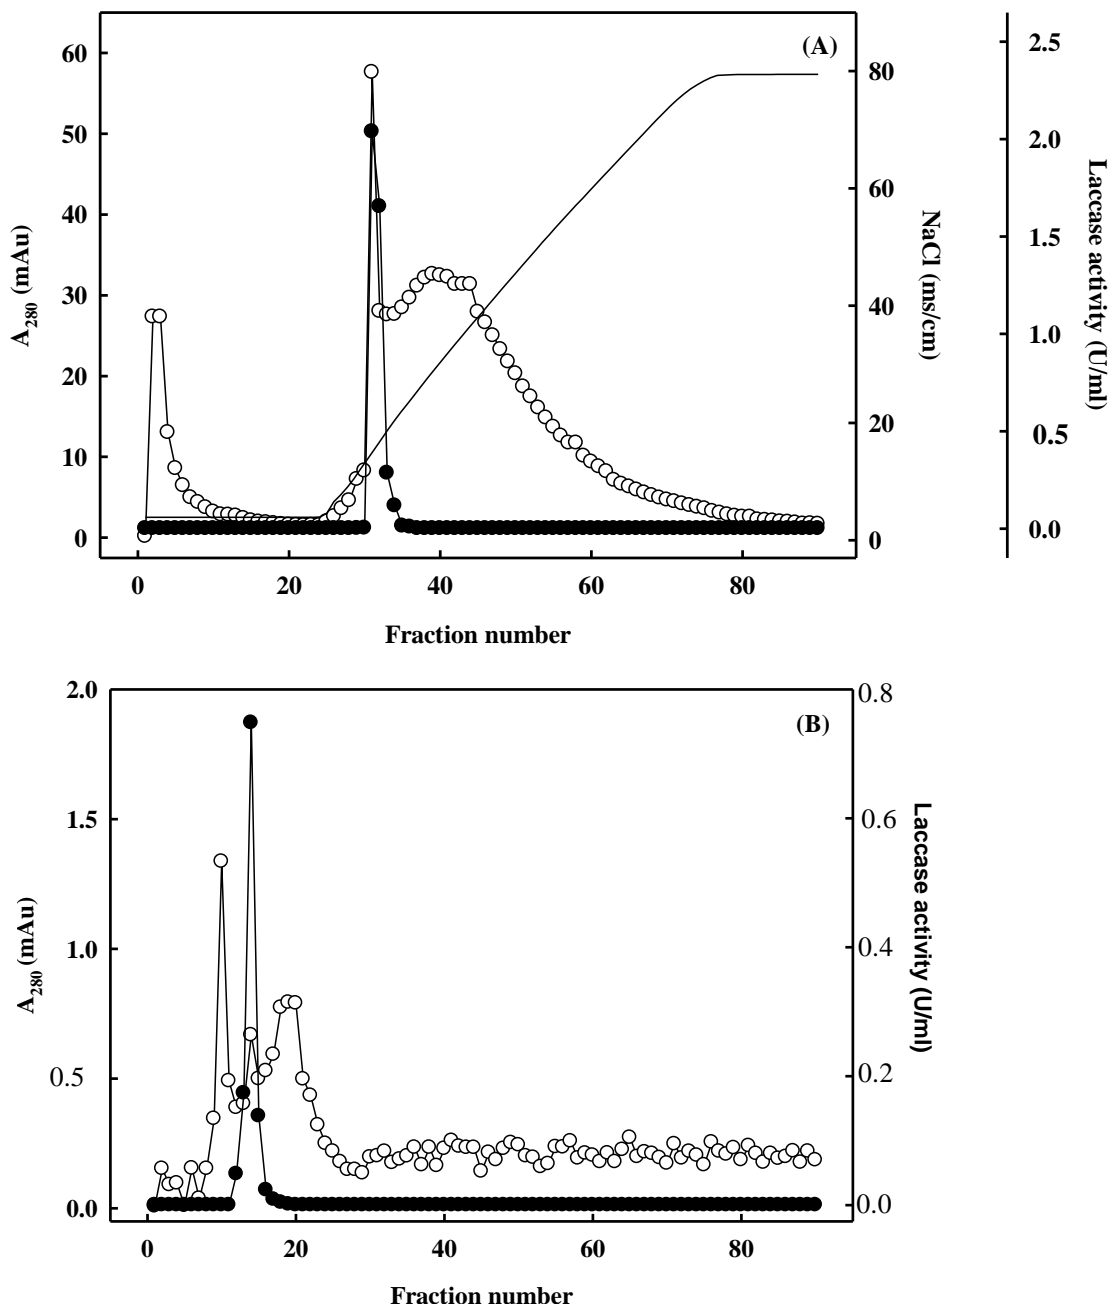 (A)
60
50
40
30
20
10
0
A280 (mAu)
80
60
40
20
0
NaCl (ms/cm)
2.5
2.0
1.5
1.0
0.5
0.0
Laccase activity (U/ml)
0 20 40 60 80
Fraction number
(B)
2.0
1.5
1.0
0.5
0.0
A280 (mAu)
0.8
0.6
0.4
0.2
0.0
Laccase activity (U/ml)
0 20 40 60 80
Fraction number